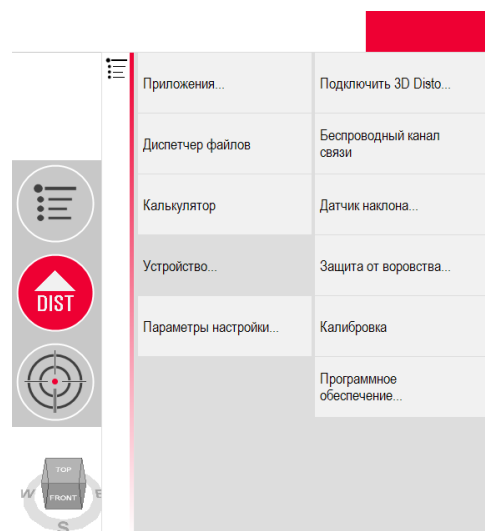 Приложения...
Диспетчер файлов
Калькулятор
Устройство...
Параметры настройки...
Подключить 3D Disto...
Беспроводный канал
связи
Датчик наклона...
Защита от воровства...
Калибровка
Программное
обеспечение...
DIST
TOP
FRONT
W
E
S